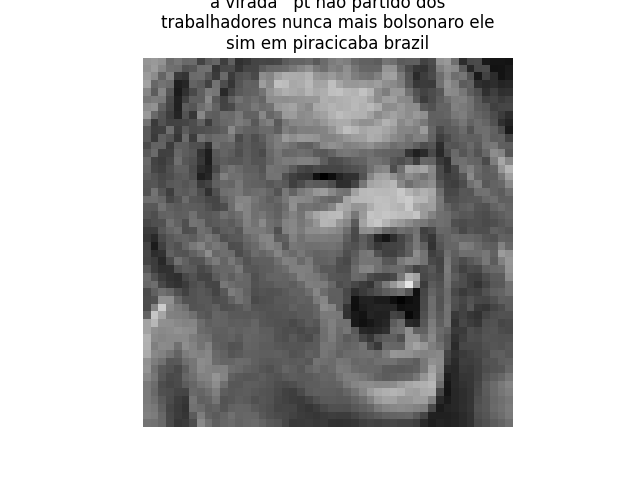 a virada   pt não partido dos
trabalhadores nunca mais bolsonaro ele
sim em piracicaba brazil